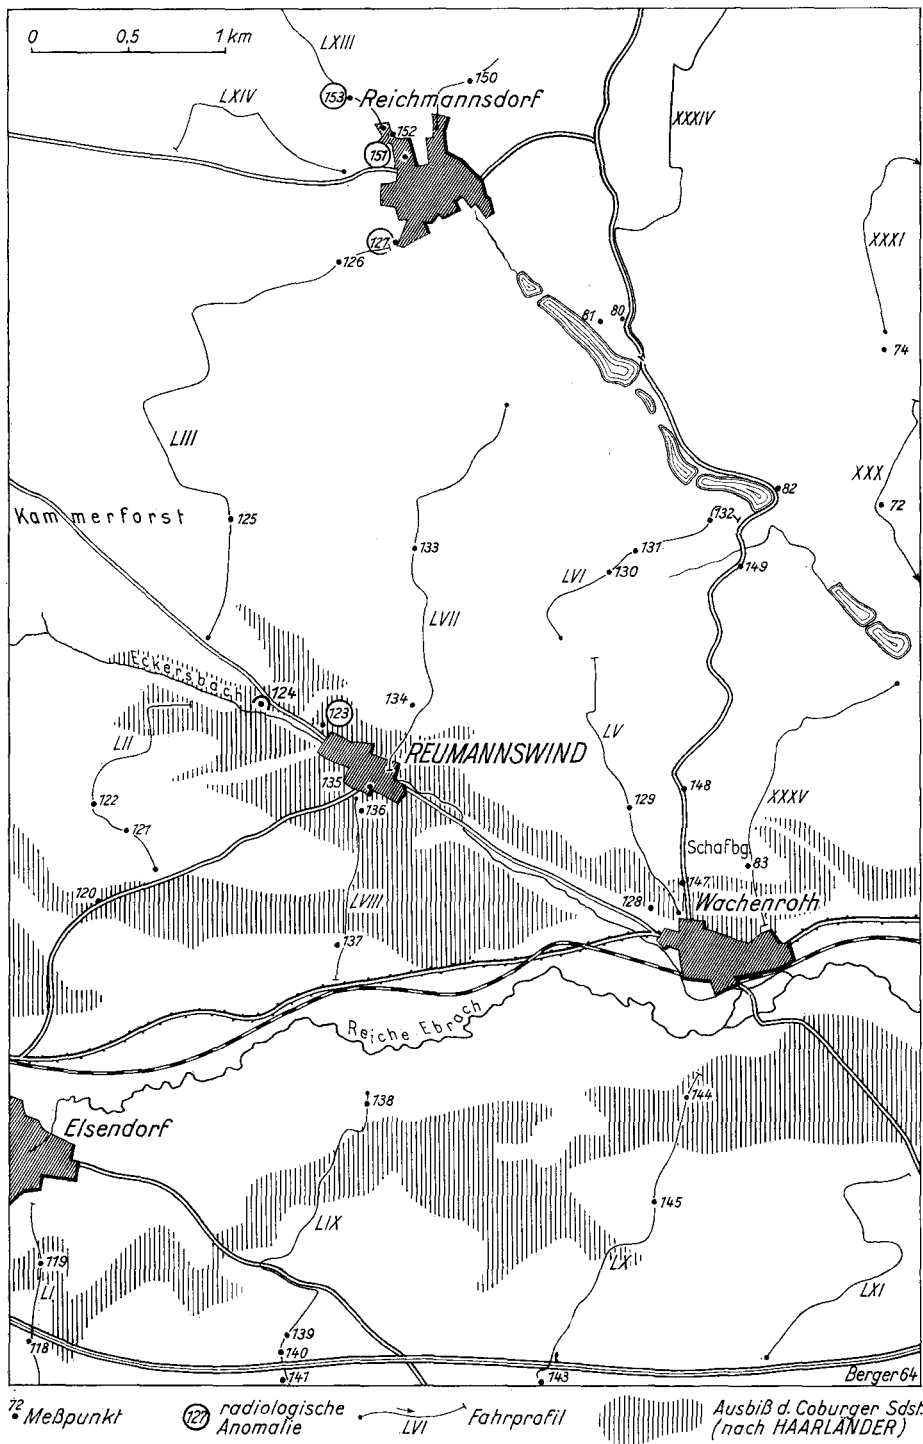 0 0,5 1 km
LXIII
150
153
Reichmannsdorf
LXIV
152
XXXIV
151
127
126
XXXI
81 80
74
LIII
XXX
82
72
Kammerforst
125
132
133
131
149
LVI
130
LVII
Eckersbach
124
134
123
LV
LII
REUMANNSWIND
135
148
122
136
129
XXXV
121
Schafbg.
83
120
147
128
Wachenroth
LVIII
137
Reiche Ebrach
138
144
Elsendorf
145
LIX
119
LX
LI
LXI
139
118
140
141
143
Berger 64
72 Meßpunkt
127 radiologische Anomalie
LVI Fahrprofil
Ausbiß d. Coburger Sdst.
(nach HAARLÄNDER)